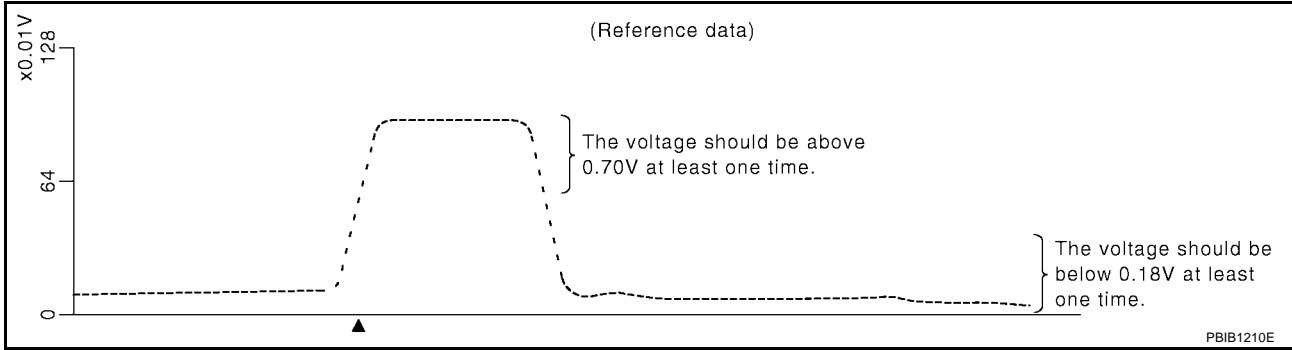 (Reference data)
x0.01V
128
64
0
The voltage should be above
0.70V at least one time.
The voltage should be
below 0.18V at least
one time.
PBIB1210E